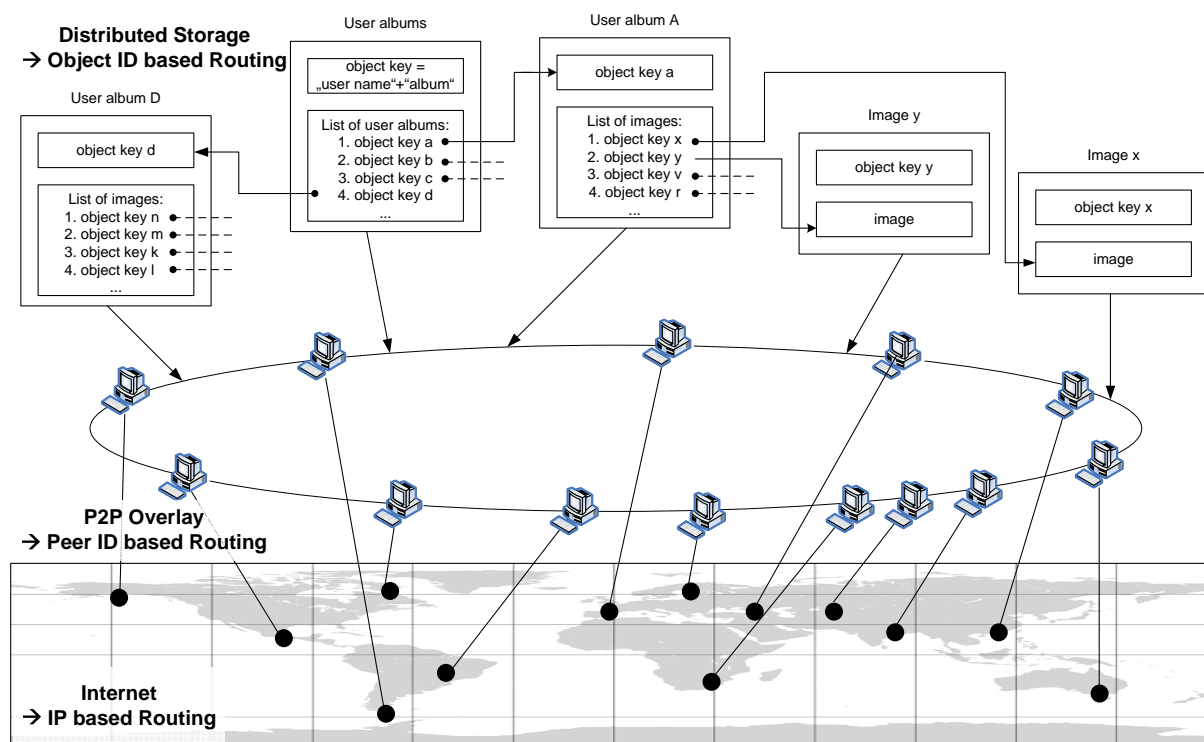 Distributed Storage
→ Object ID based Routing
User album D
object key d
List of images:
1. object key n
2. object key m
3. object key k
4. object key l
...
User albums
object key =
„user name“+“album“
List of user albums:
1. object key a
2. object key b
3. object key c
4. object key d
...
User album A
object key a
List of images:
1. object key x
2. object key y
3. object key v
4. object key r
...
Image y
object key y
image
Image x
object key x
image
P2P Overlay
→ Peer ID based Routing
Internet
→ IP based Routing